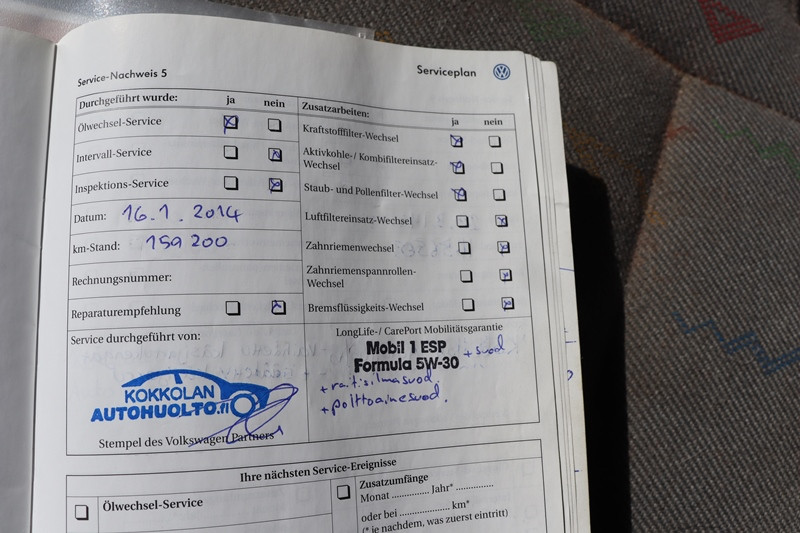 Service-Nachweis 5
Serviceplan
Durchgeführt wurde: ja nein
Ölwechsel-Service
Intervall-Service
Inspektions-Service
Datum: 16.1.2014
km-Stand: 159 200
Rechnungsnummer:
Reparaturempfehlung
Service durchgeführt von:
KOKKOLAN
AUTOHUOLTO.fi
Stempel des Volkswagen Partners
Zusatzarbeiten:
ja nein
Kraftstofffilter-Wechsel
Aktivkohle-/ Kombifiltereinsatz-
Wechsel
Staub- und Pollenfilter-Wechsel
Luftfiltereinsatz-Wechsel
Zahnriemenwechsel
Zahnriemenspannrollen-
Wechsel
Bremsflüssigkeits-Wechsel
LongLife-/ CarePort Mobilitätsgarantie
Mobil 1 ESP
Formula 5W-30
+ suod
+ raitisilmasuod
+ polttoainesuod.
Ihre nächsten Service-Ereignisse
Ölwechsel-Service
Zusatzumfänge
Monat .............. Jahr* ..............
oder bei .................... km*
(* je nachdem, was zuerst eintritt)